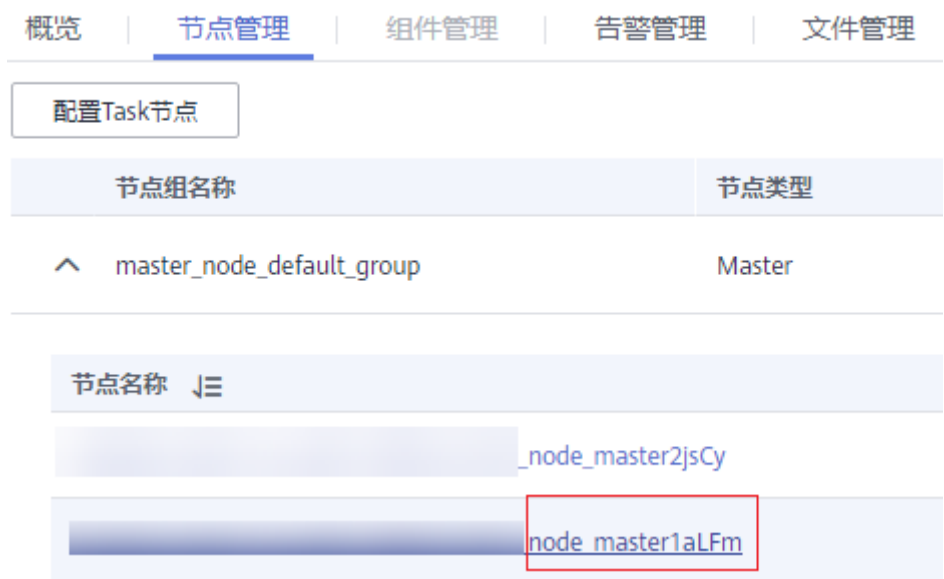 概览 节点管理 组件管理 告警管理 文件管理
配置Task节点
节点组名称 节点类型
master_node_default_group Master
节点名称
_node_master2jsCy
_node_master1aLFm